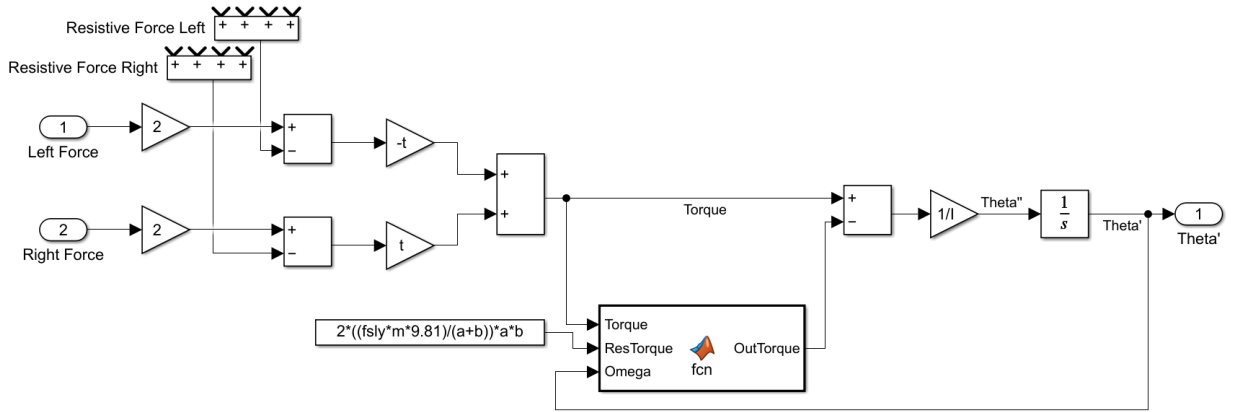 Resistive Force Left
+ + + +
Resistive Force Right
+ + + +
1
Left Force
2
+
−
-t
2
Right Force
2
+
−
t
+
+
Torque
+
−
1/I
Theta''
1
s
Theta'
1
Theta'
2*((fsly*m*9.81)/(a+b))*a*b
Torque
ResTorque
Omega
fcn
OutTorque